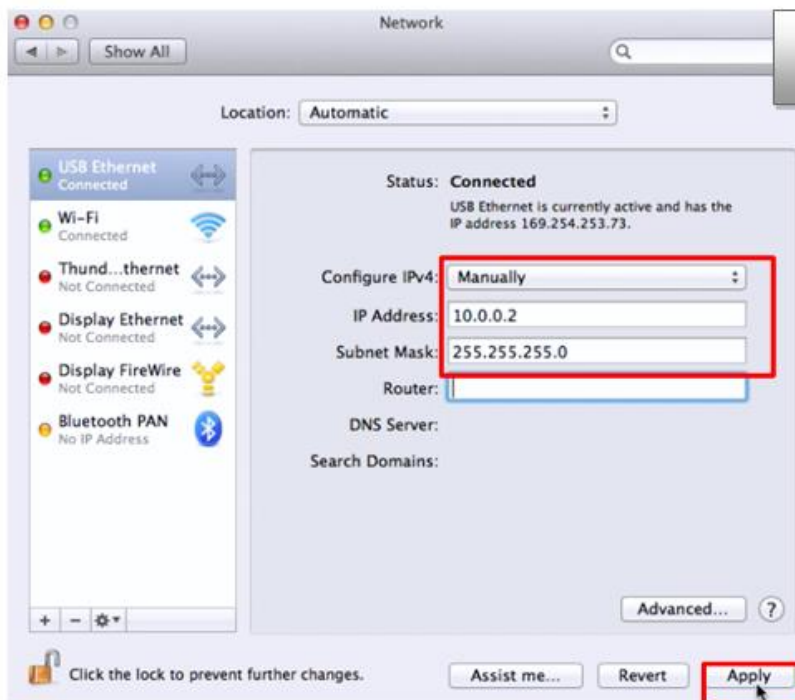 Network
Show All
Location: Automatic
USB Ethernet
Connected
Wi-Fi
Connected
Thund...thernet
Not Connected
Display Ethernet
Not Connected
Display FireWire
Not Connected
Bluetooth PAN
No IP Address
Status: Connected
USB Ethernet is currently active and has the
IP address 169.254.253.73.
Configure IPv4: Manually
IP Address: 10.0.0.2
Subnet Mask: 255.255.255.0
Router:
DNS Server:
Search Domains:
Advanced... ?
Click the lock to prevent further changes.
Assist me... Revert Apply